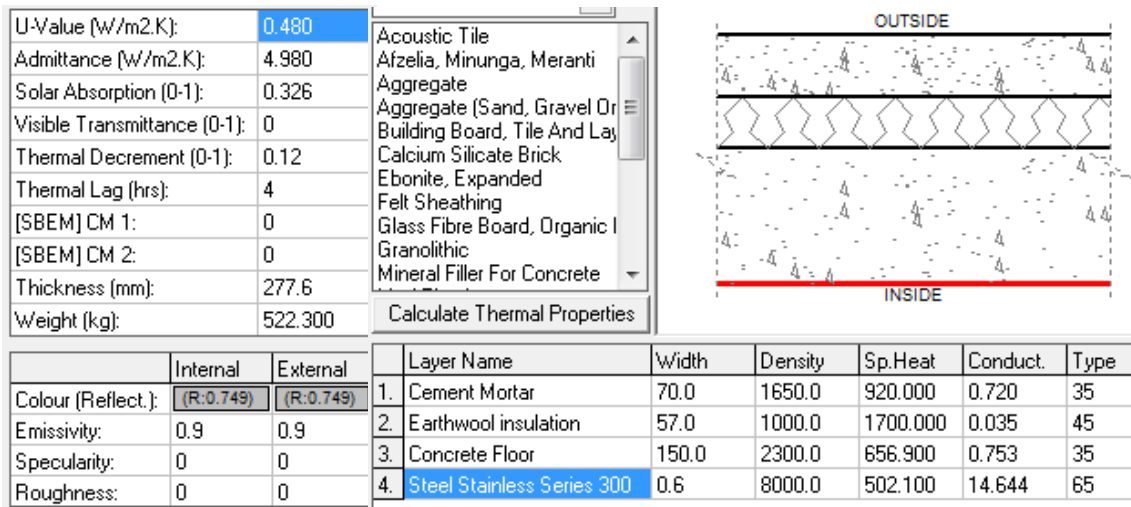 U-Value (W/m2.K): 0.480
Admittance (W/m2.K): 4.980
Solar Absorption (0-1): 0.326
Visible Transmittance (0-1): 0
Thermal Decrement (0-1): 0.12
Thermal Lag (hrs): 4
[SBEM] CM 1: 0
[SBEM] CM 2: 0
Thickness (mm): 277.6
Weight (kg): 522.300
Internal External
Colour (Reflect.): (R:0.749) (R:0.749)
Emissivity: 0.9 0.9
Specularity: 0 0
Roughness: 0 0
Acoustic Tile
Afzelia, Minunga, Meranti
Aggregate
Aggregate (Sand, Gravel Or
Building Board, Tile And Lay
Calcium Silicate Brick
Ebonite, Expanded
Felt Sheathing
Glass Fibre Board, Organic
Granolithic
Mineral Filler For Concrete
Calculate Thermal Properties
OUTSIDE
INSIDE
Layer Name Width Density Sp.Heat Conduct. Type
1. Cement Mortar 70.0 1650.0 920.000 0.720 35
2. Earthwool insulation 57.0 1000.0 1700.000 0.035 45
3. Concrete Floor 150.0 2300.0 656.900 0.753 35
4. Steel Stainless Series 300 0.6 8000.0 502.100 14.644 65